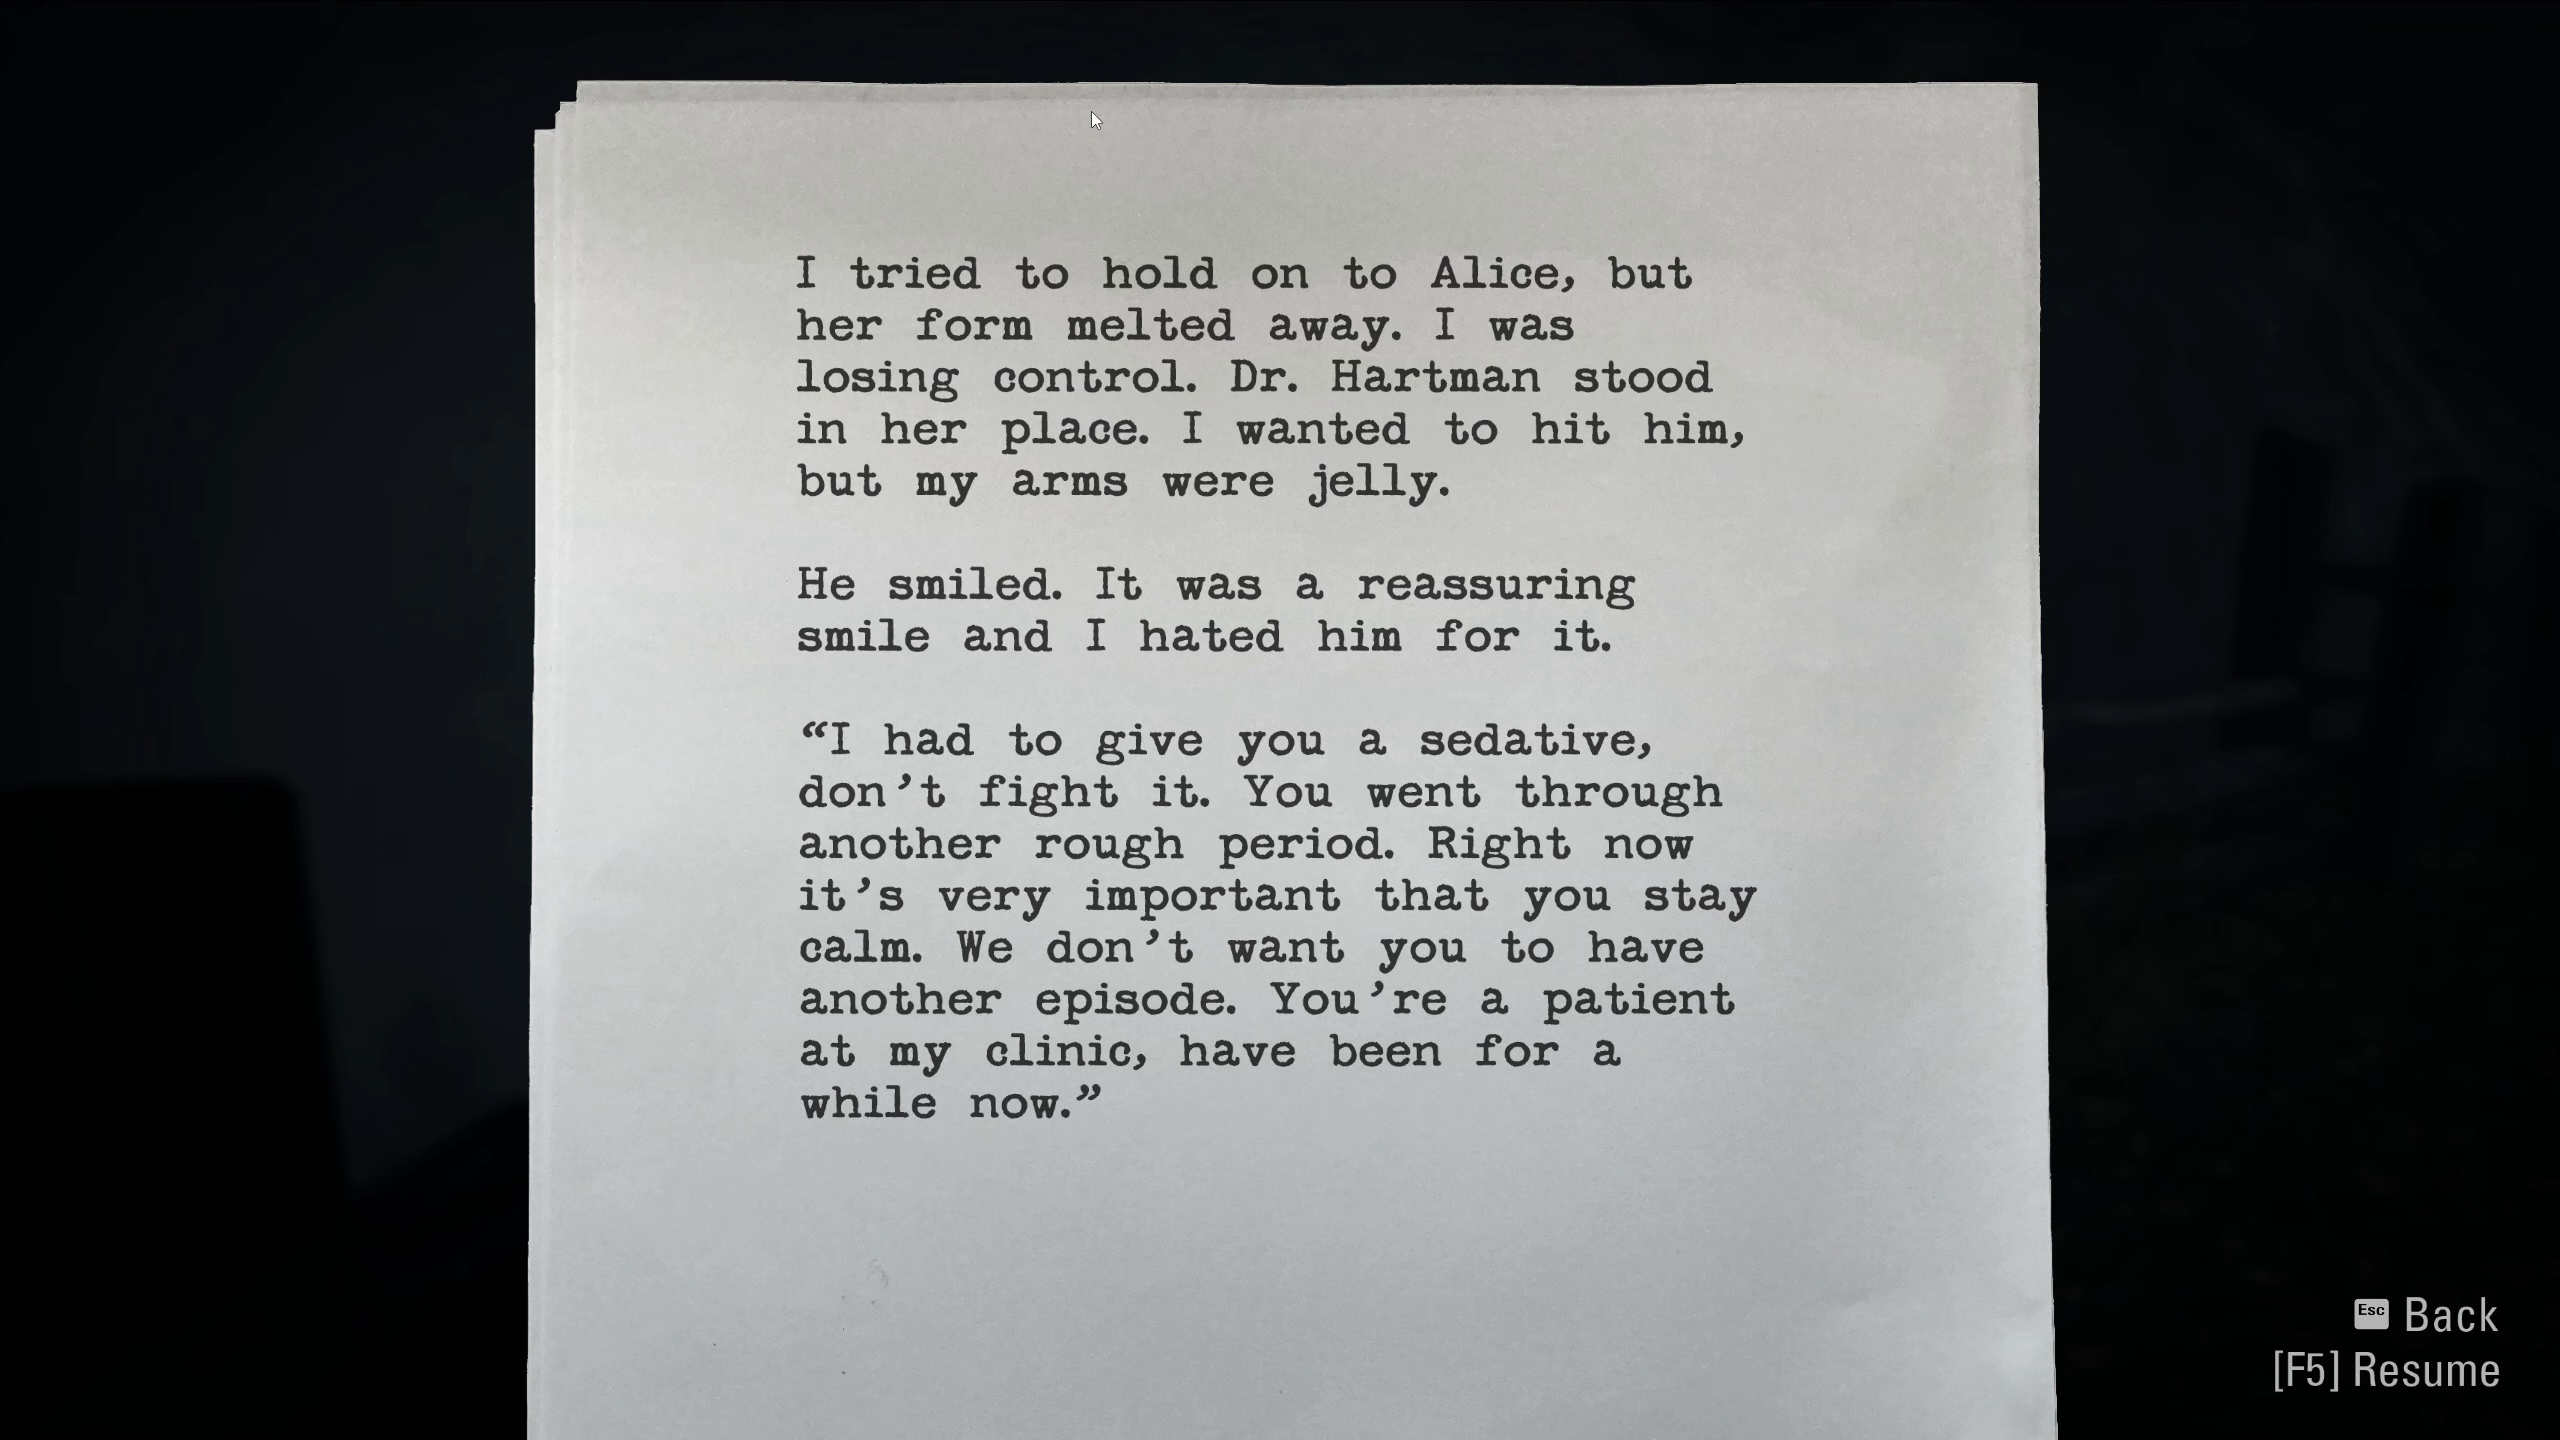 I tried to hold on to Alice, but
her form melted away. I was
losing control. Dr. Hartman stood
in her place. I wanted to hit him,
but my arms were jelly.
He smiled. It was a reassuring
smile and I hated him for it.
“I had to give you a sedative,
don’t fight it. You went through
another rough period. Right now
it’s very important that you stay
calm. We don’t want you to have
another episode. You’re a patient
at my clinic, have been for a
while now.”
Esc Back
[F5] Resume